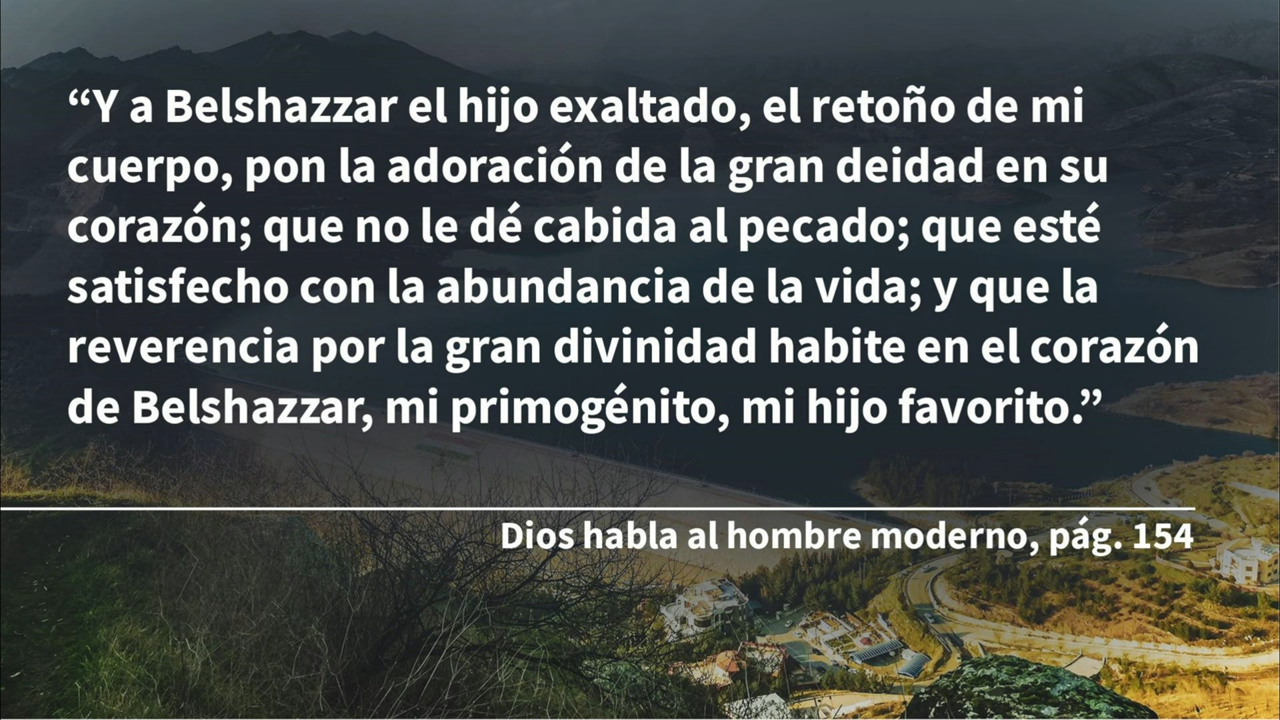 “Y a Belshazzar el hijo exaltado, el retoño de mi
cuerpo, pon la adoración de la gran deidad en su
corazón; que no le dé cabida al pecado; que esté
satisfecho con la abundancia de la vida; y que la
reverencia por la gran divinidad habite en el corazón
de Belshazzar, mi primogénito, mi hijo favorito.”
Dios habla al hombre moderno, pág. 154